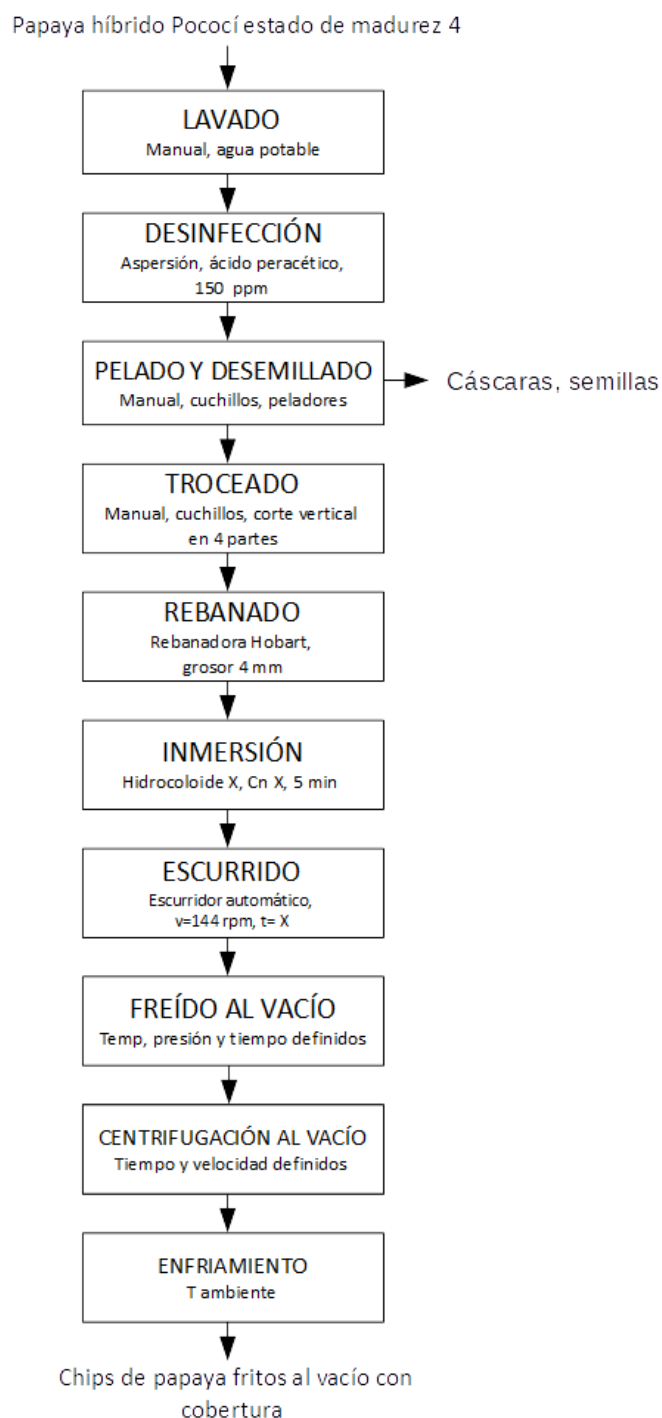 Papaya híbrido Pococí estado de madurez 4
LAVADO
Manual, agua potable
DESINFECCIÓN
Aspersión, ácido peracético,
150 ppm
PELADO Y DESEMILLADO
Manual, cuchillos, peladores
Cáscaras, semillas
TROCEADO
Manual, cuchillos, corte vertical
en 4 partes
REBANADO
Rebanadora Hobart,
grosor 4 mm
INMERSIÓN
Hidrocoloide X, Cn X, 5 min
ESCURRIDO
Escurridor automático,
v=144 rpm, t= X
FREÍDO AL VACÍO
Temp, presión y tiempo definidos
CENTRIFUGACIÓN AL VACÍO
Tiempo y velocidad definidos
ENFRIAMIENTO
T ambiente
Chips de papaya fritos al vacío con
cobertura